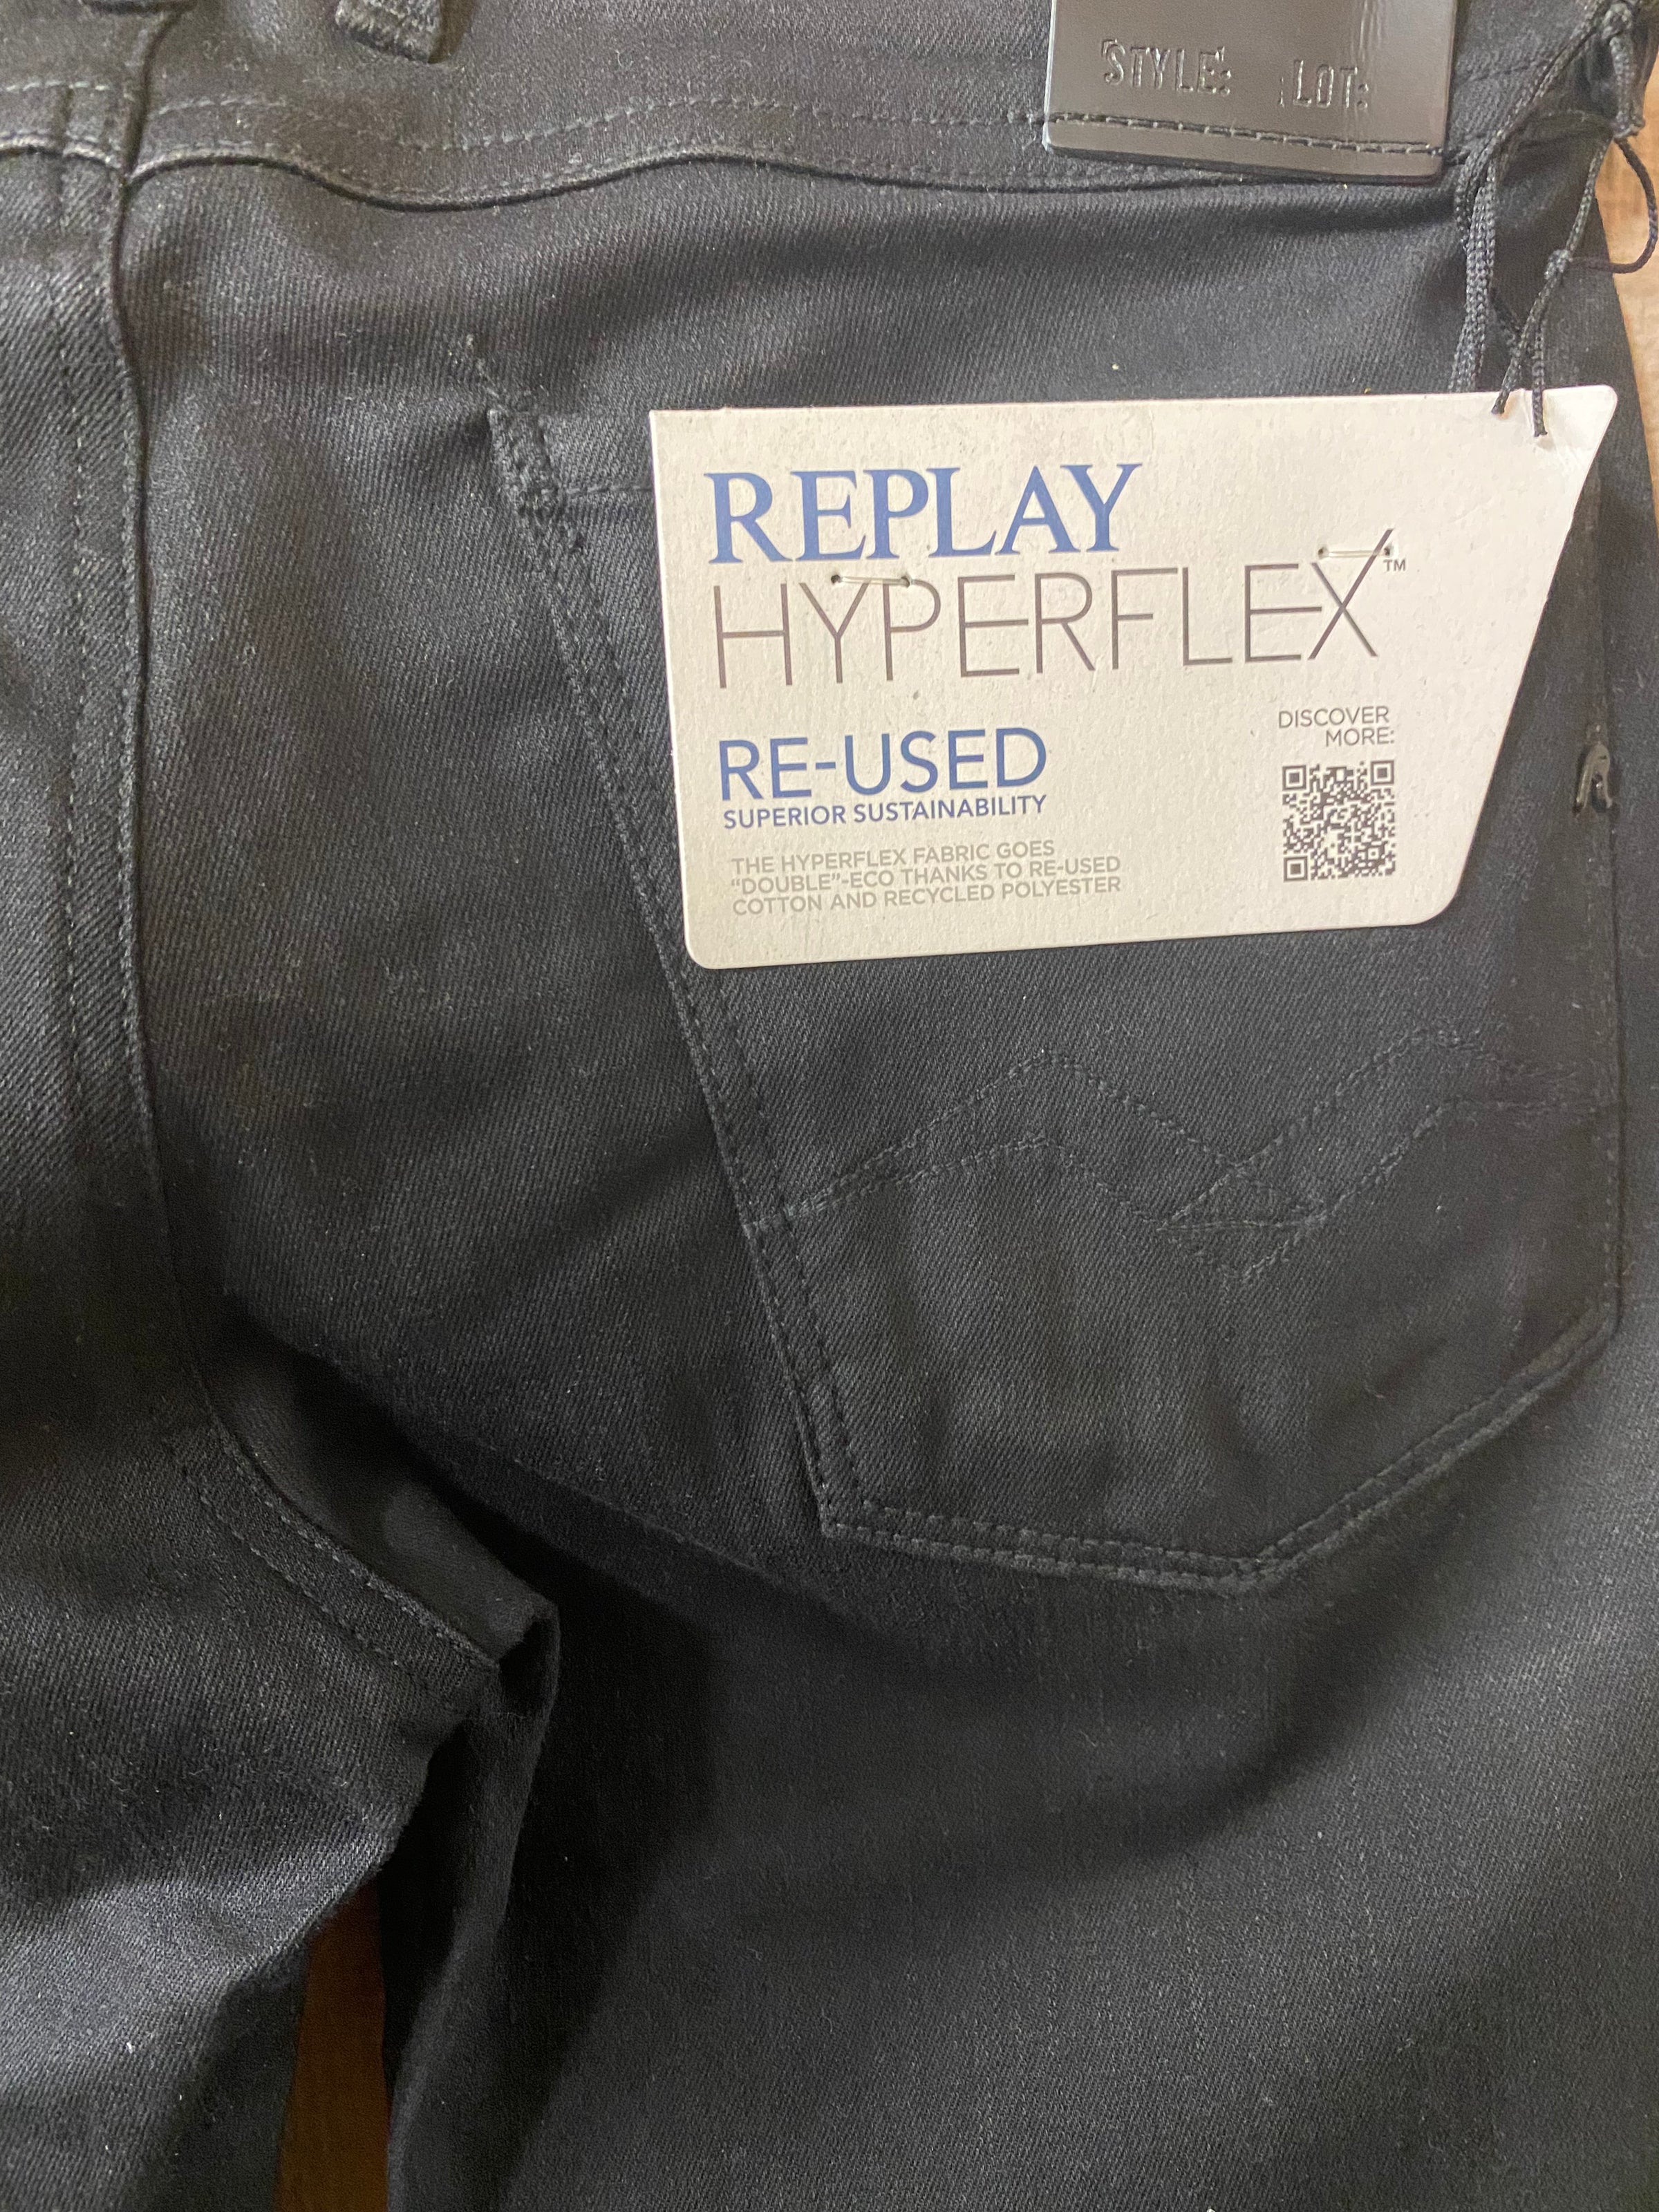 STYLE: LOT:
REPLAY
HYPERFLEX™
RE-USED
SUPERIOR SUSTAINABILITY
THE HYPERFLEX FABRIC GOES
“DOUBLE”-ECO THANKS TO RE-USED
COTTON AND RECYCLED POLYESTER
DISCOVER
MORE: